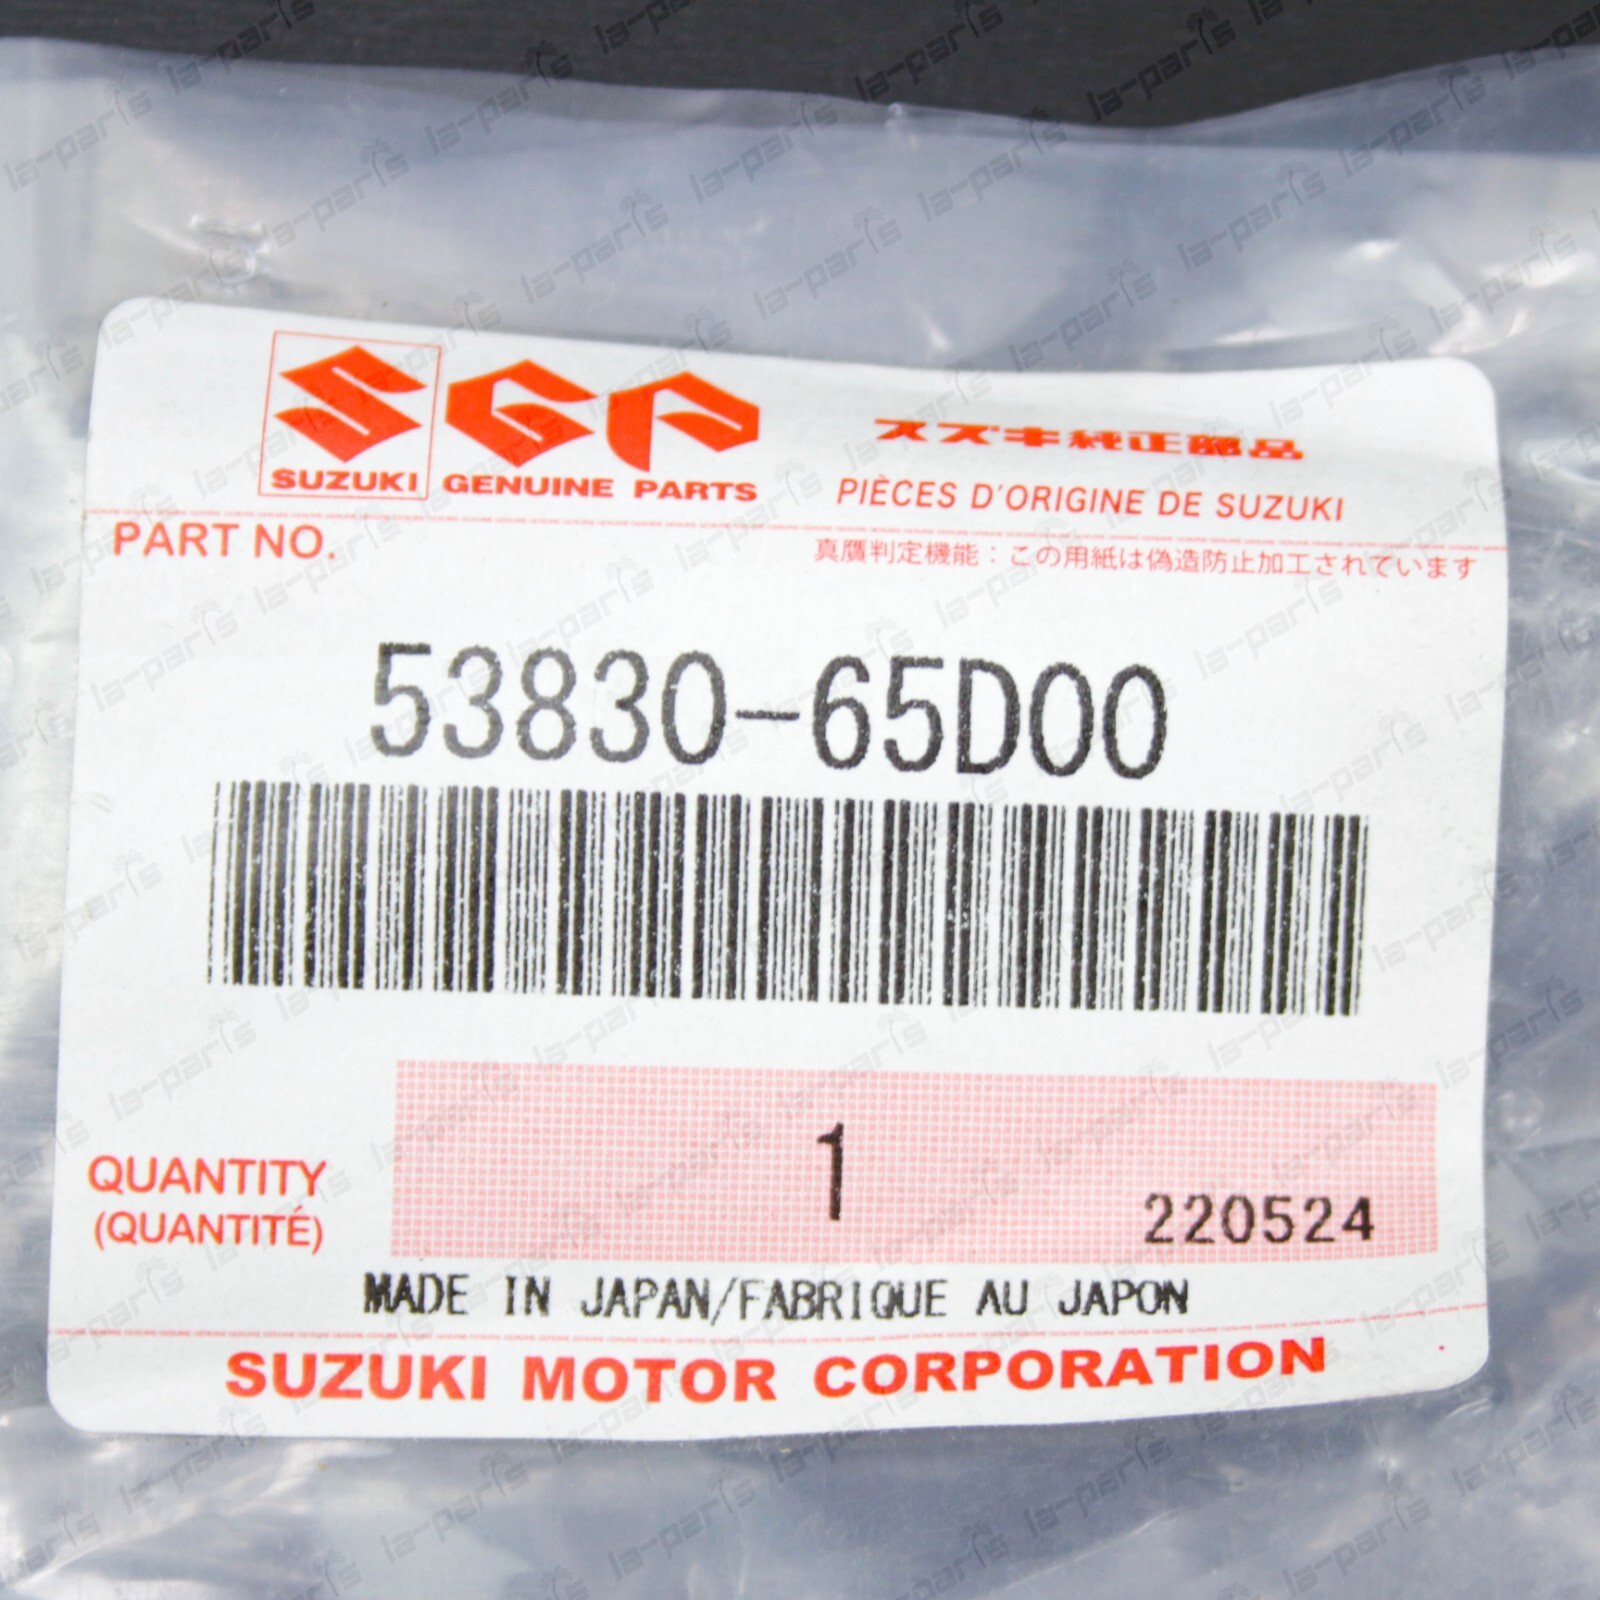 SGP
SUZUKI GENUINE PARTS
スズキ純正部品
PIÈCES D'ORIGINE DE SUZUKI
PART NO.
真贋判定機能：この用紙は偽造防止加工されています
53830-65D00
QUANTITY
(QUANTITÉ)
1
220524
MADE IN JAPAN/FABRIQUE AU JAPON
SUZUKI MOTOR CORPORATION
la-parts